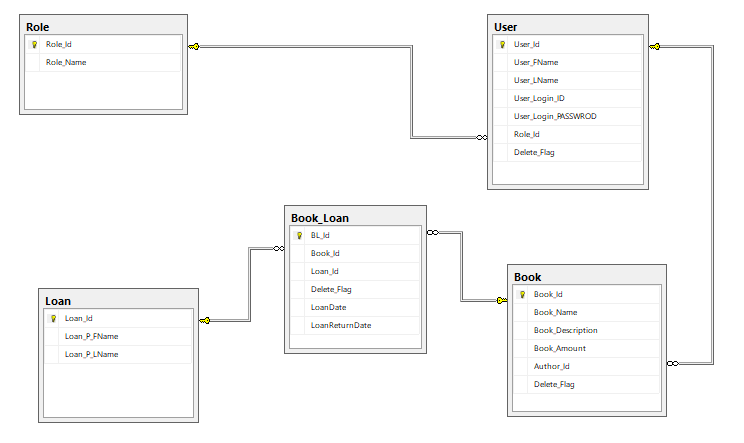 Role
Role_Id
Role_Name
User
User_Id
User_FName
User_LName
User_Login_ID
User_Login_PASSWROD
Role_Id
Delete_Flag
Book_Loan
BL_Id
Book_Id
Loan_Id
Delete_Flag
LoanDate
LoanReturnDate
Loan
Loan_Id
Loan_P_FName
Loan_P_LName
Book
Book_Id
Book_Name
Book_Description
Book_Amount
Author_Id
Delete_Flag